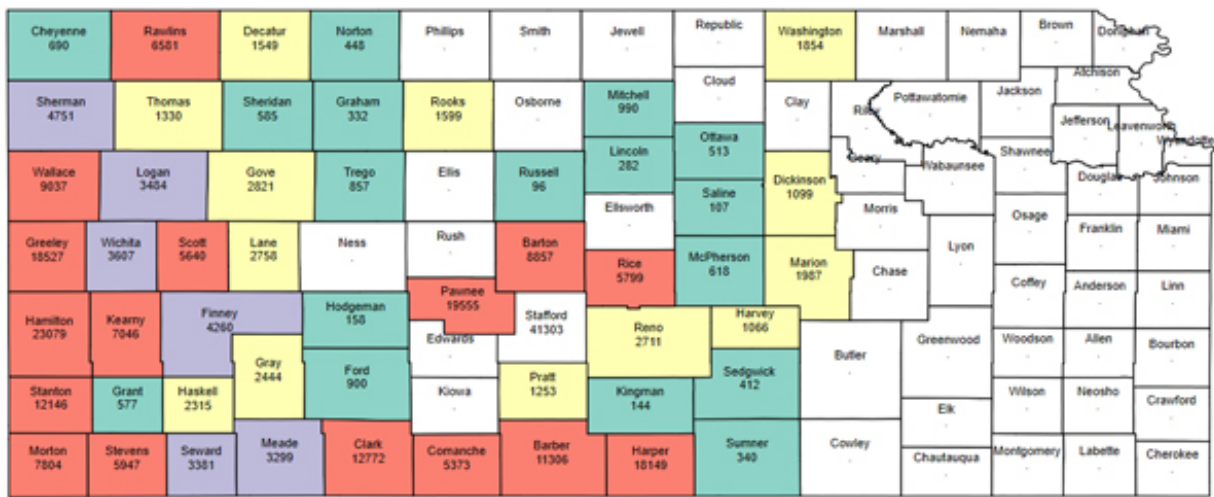 Cheyenne
690
Rawlins
6581
Decatur
1549
Norton
448
Phillips
-
Smith
-
Jewell
-
Republic
-
Washington
1854
Marshall
-
Nemaha
-
Brown
-
Doniphan
Sherman
4751
Thomas
1330
Sheridan
585
Graham
332
Rooks
1599
Osborne
-
Mitchell
990
Cloud
-
Clay
-
Riley
Pottawatomie
-
Jackson
-
Atchison
Jefferson
-
Leavenworth
Wyandotte
Wallace
9037
Logan
3484
Gove
2821
Trego
857
Ellis
-
Russell
96
Lincoln
282
Ottawa
513
Saline
107
Dickinson
1099
Geary
-
Wabaunsee
-
Shawnee
-
Douglas
-
Johnson
-
Ellsworth
-
Morris
-
Osage
-
Franklin
-
Miami
-
Greeley
18527
Wichita
3607
Scott
5640
Lane
2758
Ness
-
Rush
-
Barton
8857
Rice
5799
McPherson
618
Marion
1987
Chase
-
Lyon
-
Coffey
-
Anderson
-
Linn
-
Hamilton
23079
Kearny
7046
Finney
4260
Hodgeman
158
Pawnee
19555
Stafford
41303
Edwards
-
Reno
2711
Harvey
1066
Butler
-
Greenwood
-
Woodson
-
Allen
-
Bourbon
-
Gray
2444
Ford
900
Kiowa
-
Pratt
1253
Kingman
144
Sedgwick
412
Stanton
12146
Grant
577
Haskell
2315
Elk
-
Wilson
-
Neosho
-
Crawford
-
Morton
7804
Stevens
5947
Seward
3381
Meade
3299
Clark
12772
Comanche
5373
Barber
11306
Harper
18149
Sumner
340
Cowley
-
Chautauqua
-
Montgomery
-
Labette
-
Cherokee
-